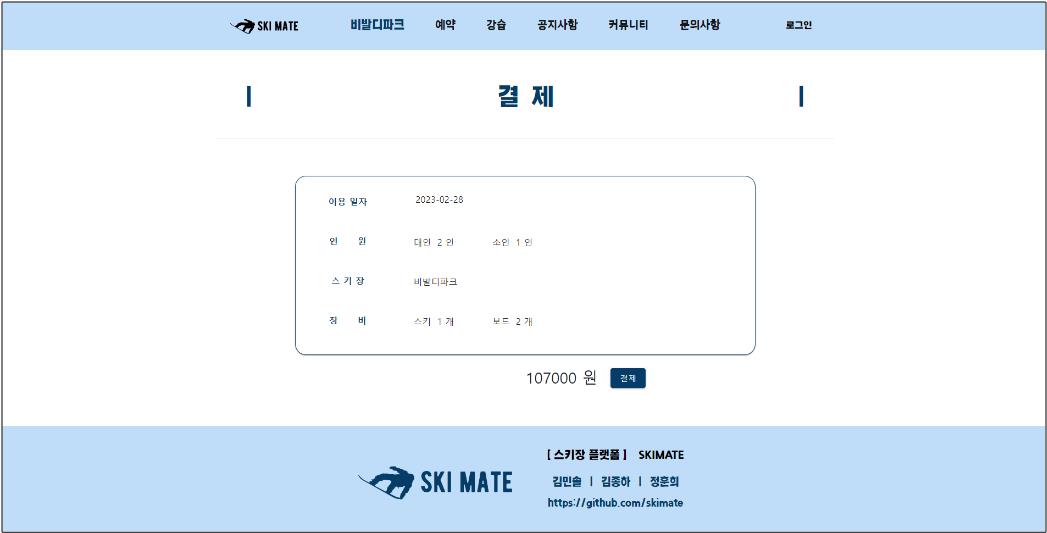 SKI MATE 비발디파크 예약 강습 공지사항 커뮤니티 문의사항 로그인
결 제
이용 일자 2023-02-28
인 원 대인 2 인 소인 1 인
스 키 장 비발디파크
장 비 스키 1 개 보드 2 개
107000 원 결제
[ 스키장 플랫폼 ] SKIMATE
SKI MATE
김민솔 | 김종하 | 정훈희
https://github.com/skimate